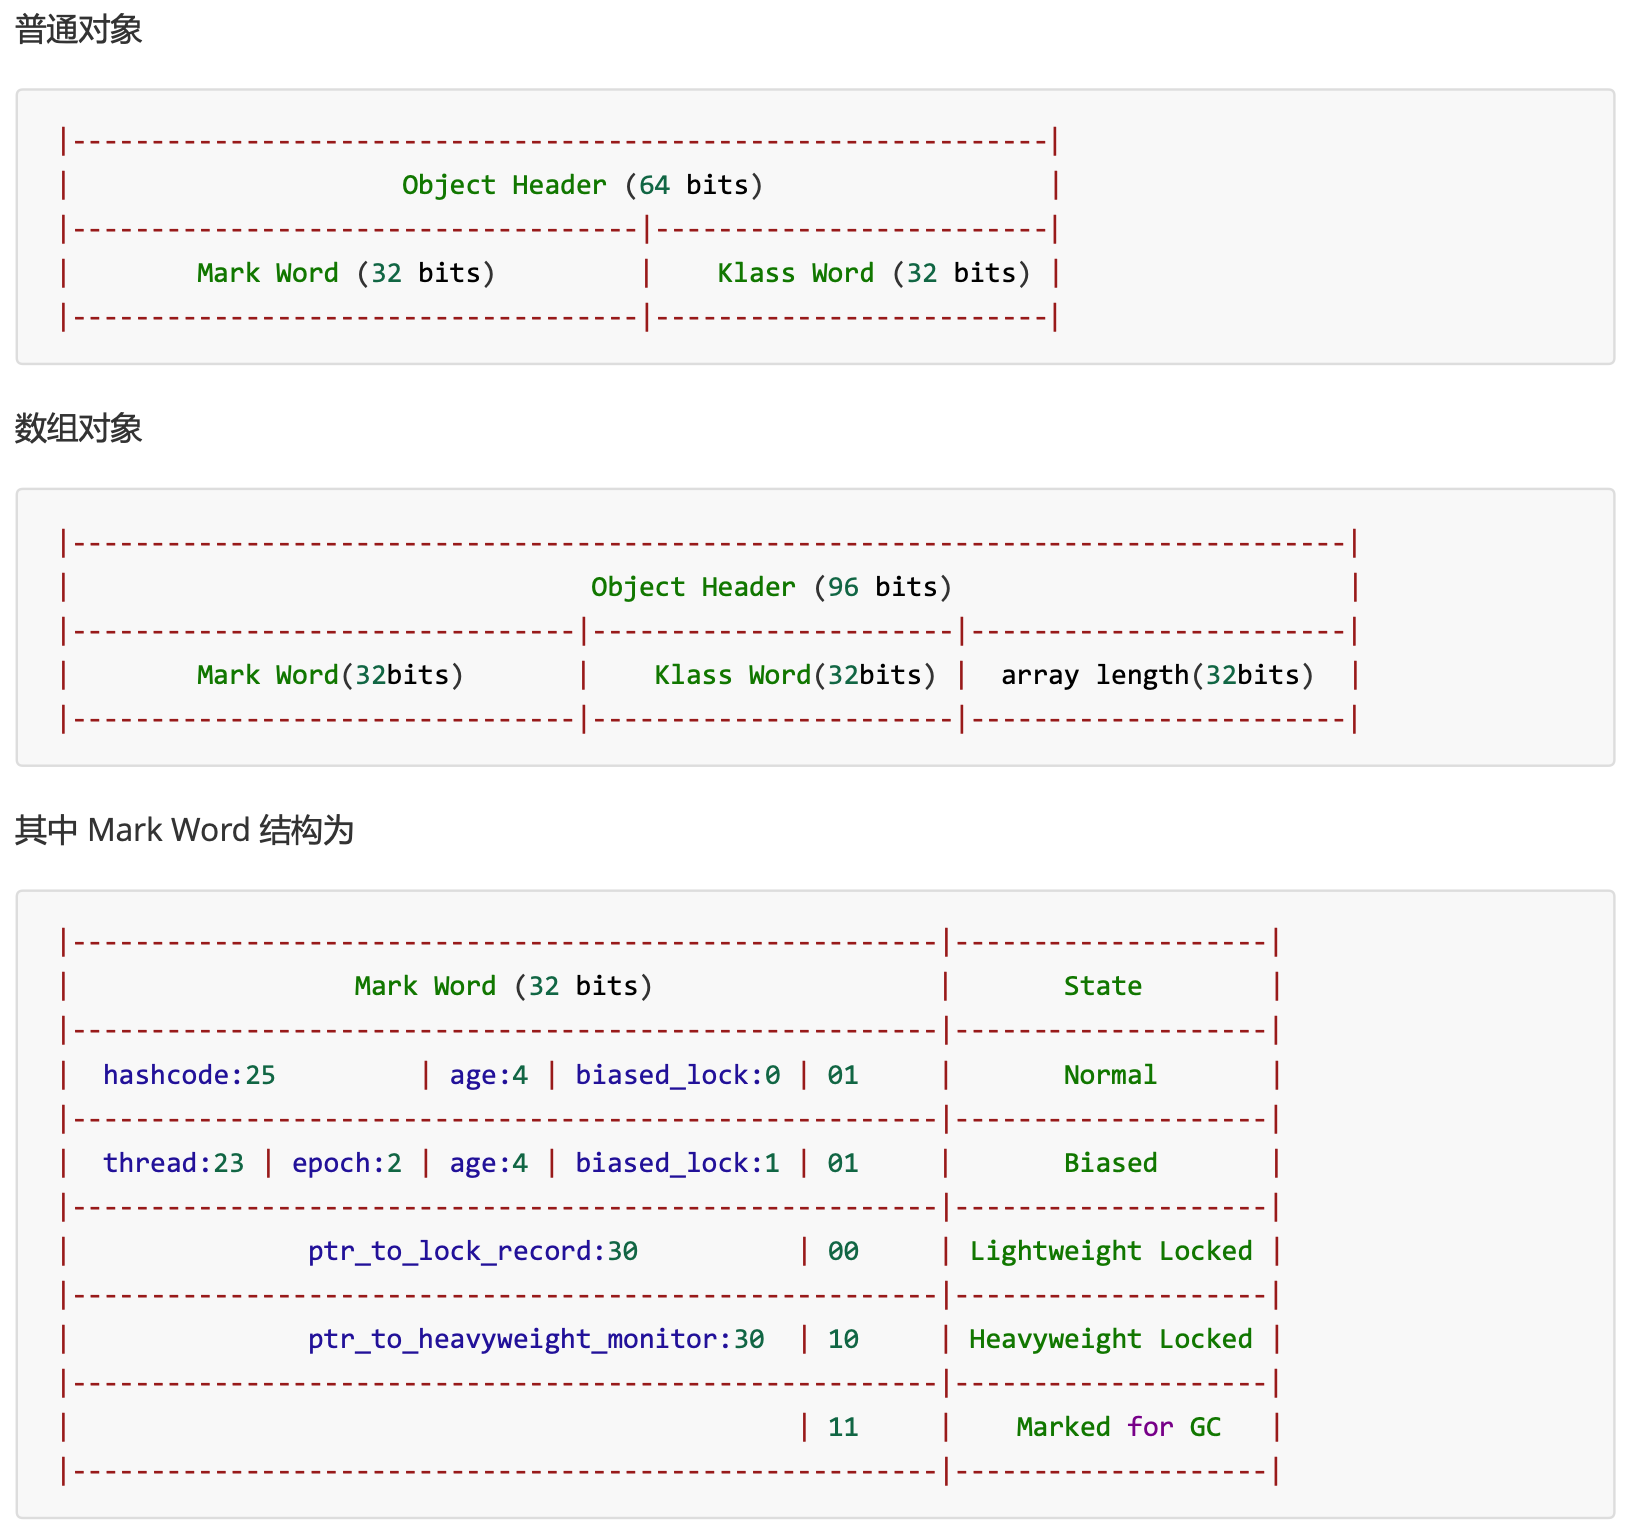 普通对象
|--------------------------------------------------------------|
|                     Object Header (64 bits)                  |
|------------------------------------|-------------------------|
|        Mark Word (32 bits)         |    Klass Word (32 bits) |
|------------------------------------|-------------------------|
数组对象
|---------------------------------------------------------------------------------|
|                                 Object Header (96 bits)                         |
|--------------------------------|-----------------------|------------------------|
|        Mark Word(32bits)       |    Klass Word(32bits) |  array length(32bits)  |
|--------------------------------|-----------------------|------------------------|
其中 Mark Word 结构为
|-------------------------------------------------------|--------------------|
|                  Mark Word (32 bits)                  |       State        |
|-------------------------------------------------------|--------------------|
|  hashcode:25         | age:4 | biased_lock:0 | 01     |       Normal       |
|-------------------------------------------------------|--------------------|
|  thread:23 | epoch:2 | age:4 | biased_lock:1 | 01     |       Biased       |
|-------------------------------------------------------|--------------------|
|               ptr_to_lock_record:30          | 00     | Lightweight Locked |
|-------------------------------------------------------|--------------------|
|               ptr_to_heavyweight_monitor:30  | 10     | Heavyweight Locked |
|-------------------------------------------------------|--------------------|
|                                              | 11     |    Marked for GC   |
|-------------------------------------------------------|--------------------|